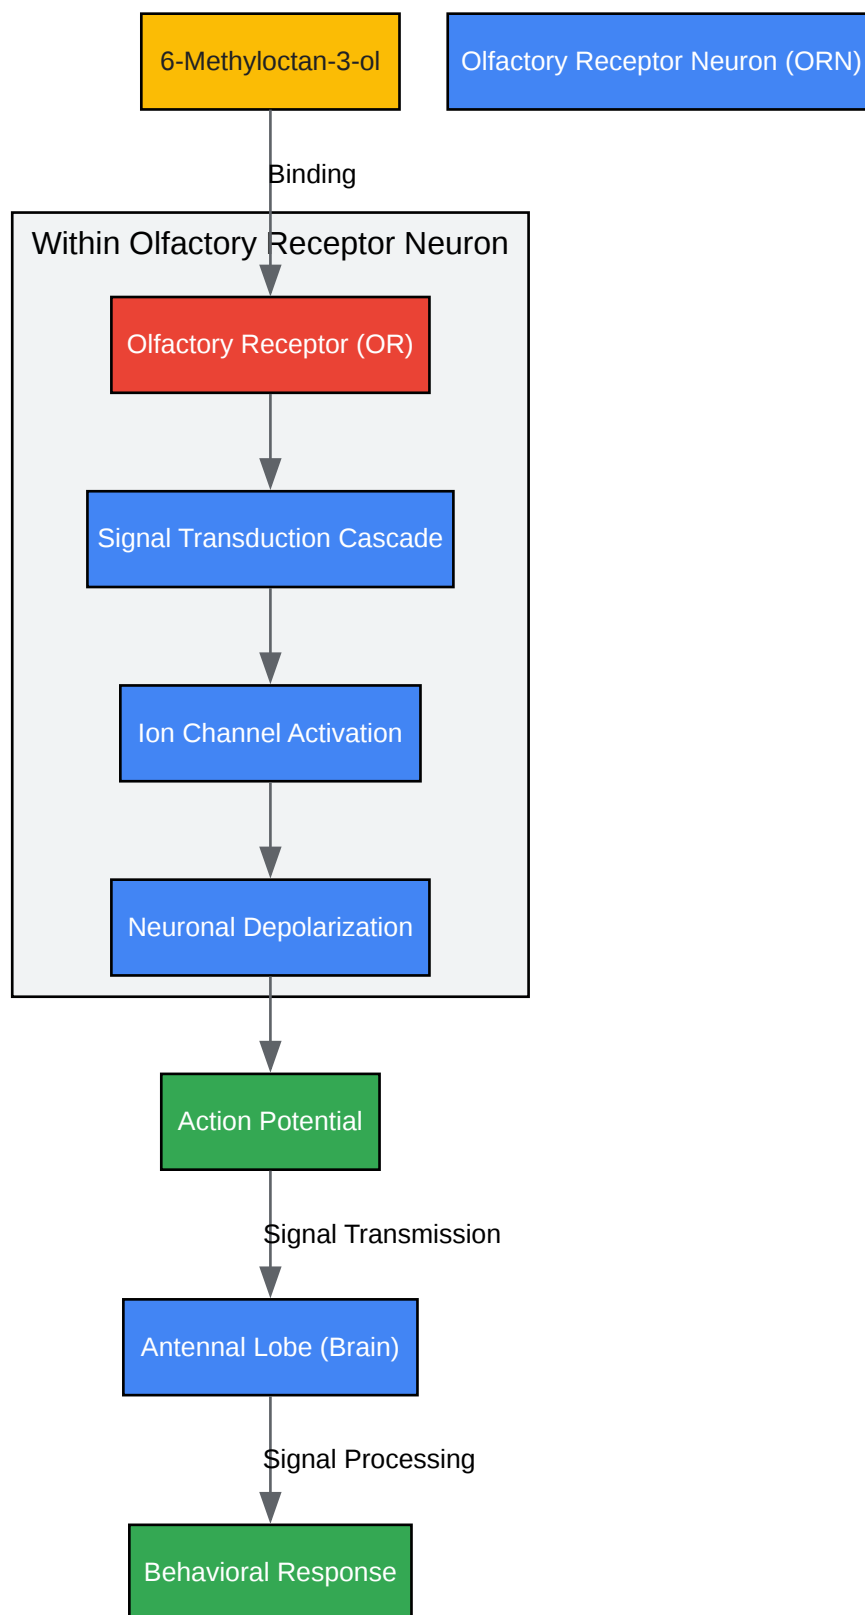 6-Methyloctan-3-ol
Olfactory Receptor Neuron (ORN)
Binding
Within Olfactory Receptor Neuron
Olfactory Receptor (OR)
Signal Transduction Cascade
Ion Channel Activation
Neuronal Depolarization
Action Potential
Signal Transmission
Antennal Lobe (Brain)
Signal Processing
Behavioral Response